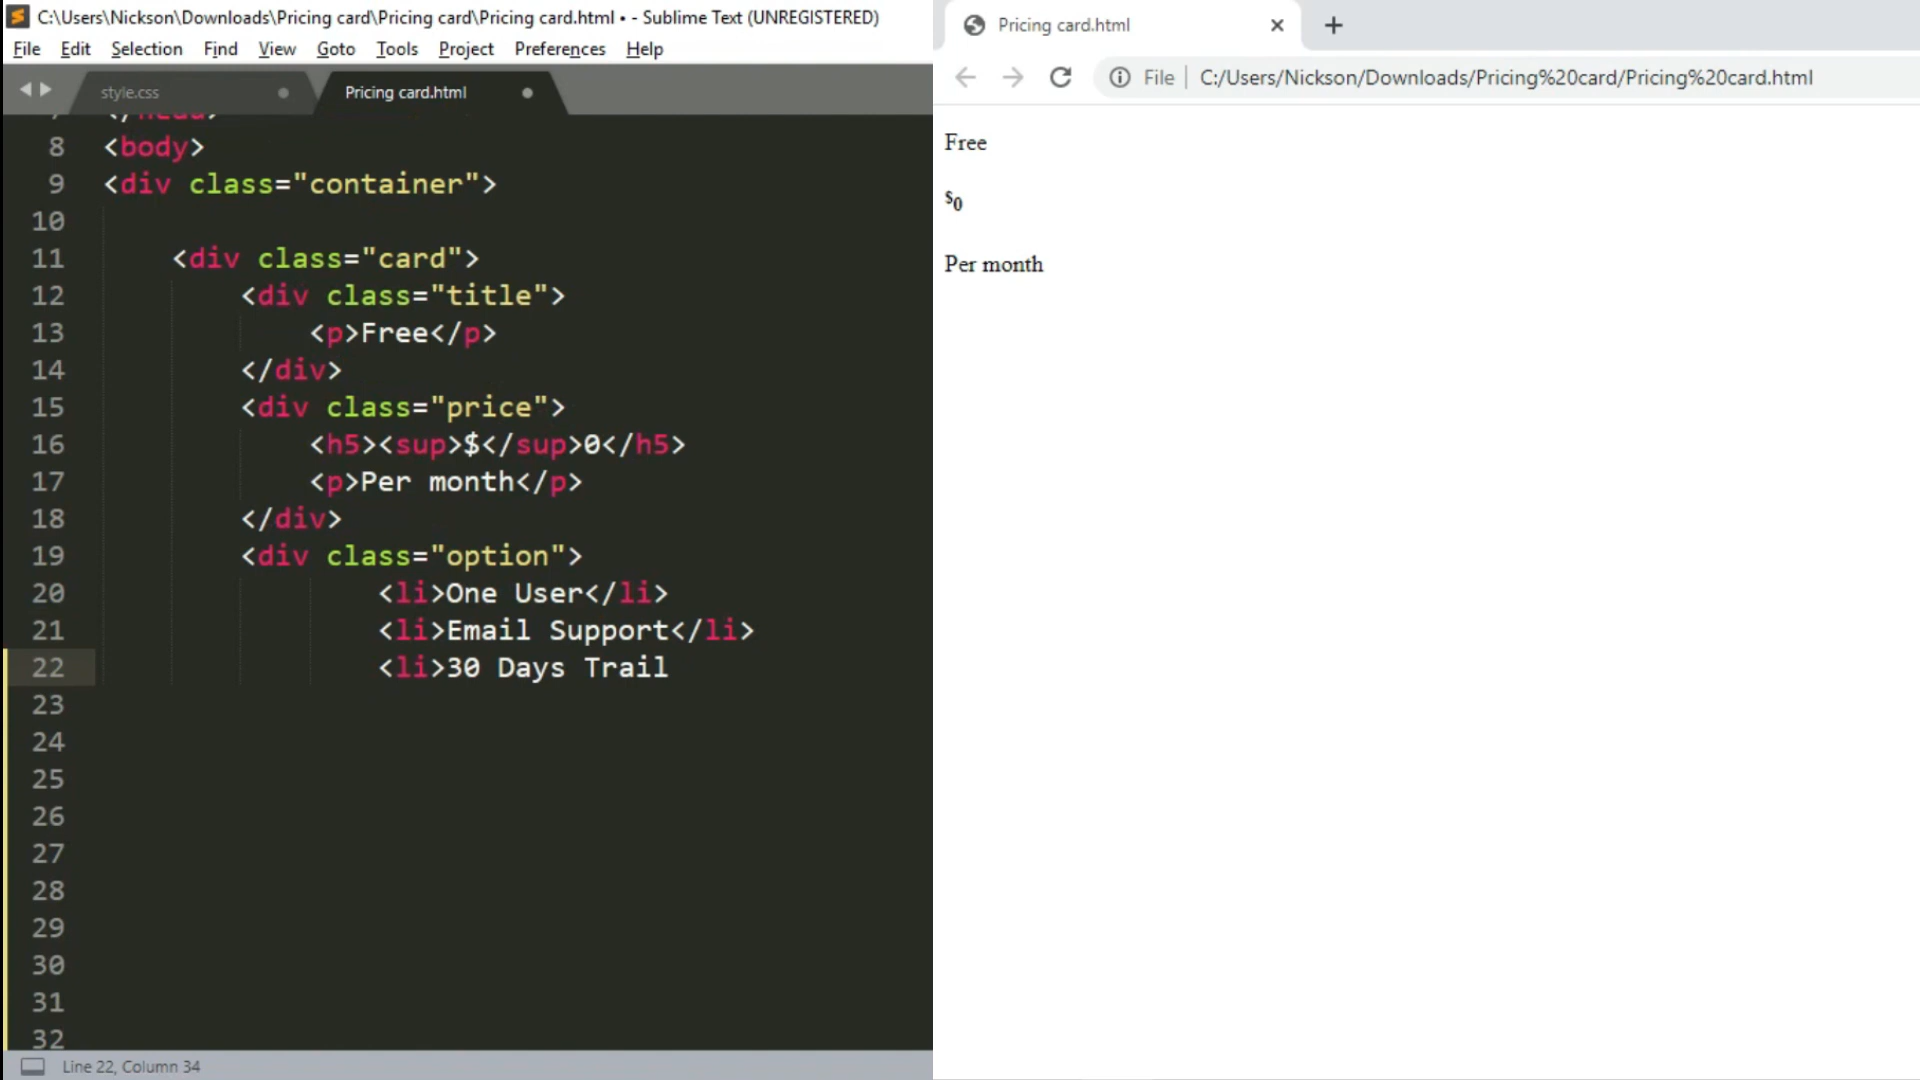 C:\Users\Nickson\Downloads\Pricing card\Pricing card\Pricing card.html • - Sublime Text (UNREGISTERED)
File Edit Selection Find View Goto Tools Project Preferences Help
style.css
Pricing card.html
8 <body>
9 <div class="container">
10
11 <div class="card">
12 <div class="title">
13 <p>Free</p>
14 </div>
15 <div class="price">
16 <h5><sup>$</sup>0</h5>
17 <p>Per month</p>
18 </div>
19 <div class="option">
20 <li>One User</li>
21 <li>Email Support</li>
22 <li>30 Days Trail
23
24
25
26
27
28
29
30
31
32
Line 22, Column 34
Pricing card.html
File C:/Users/Nickson/Downloads/Pricing%20card/Pricing%20card.html
Free
$0
Per month